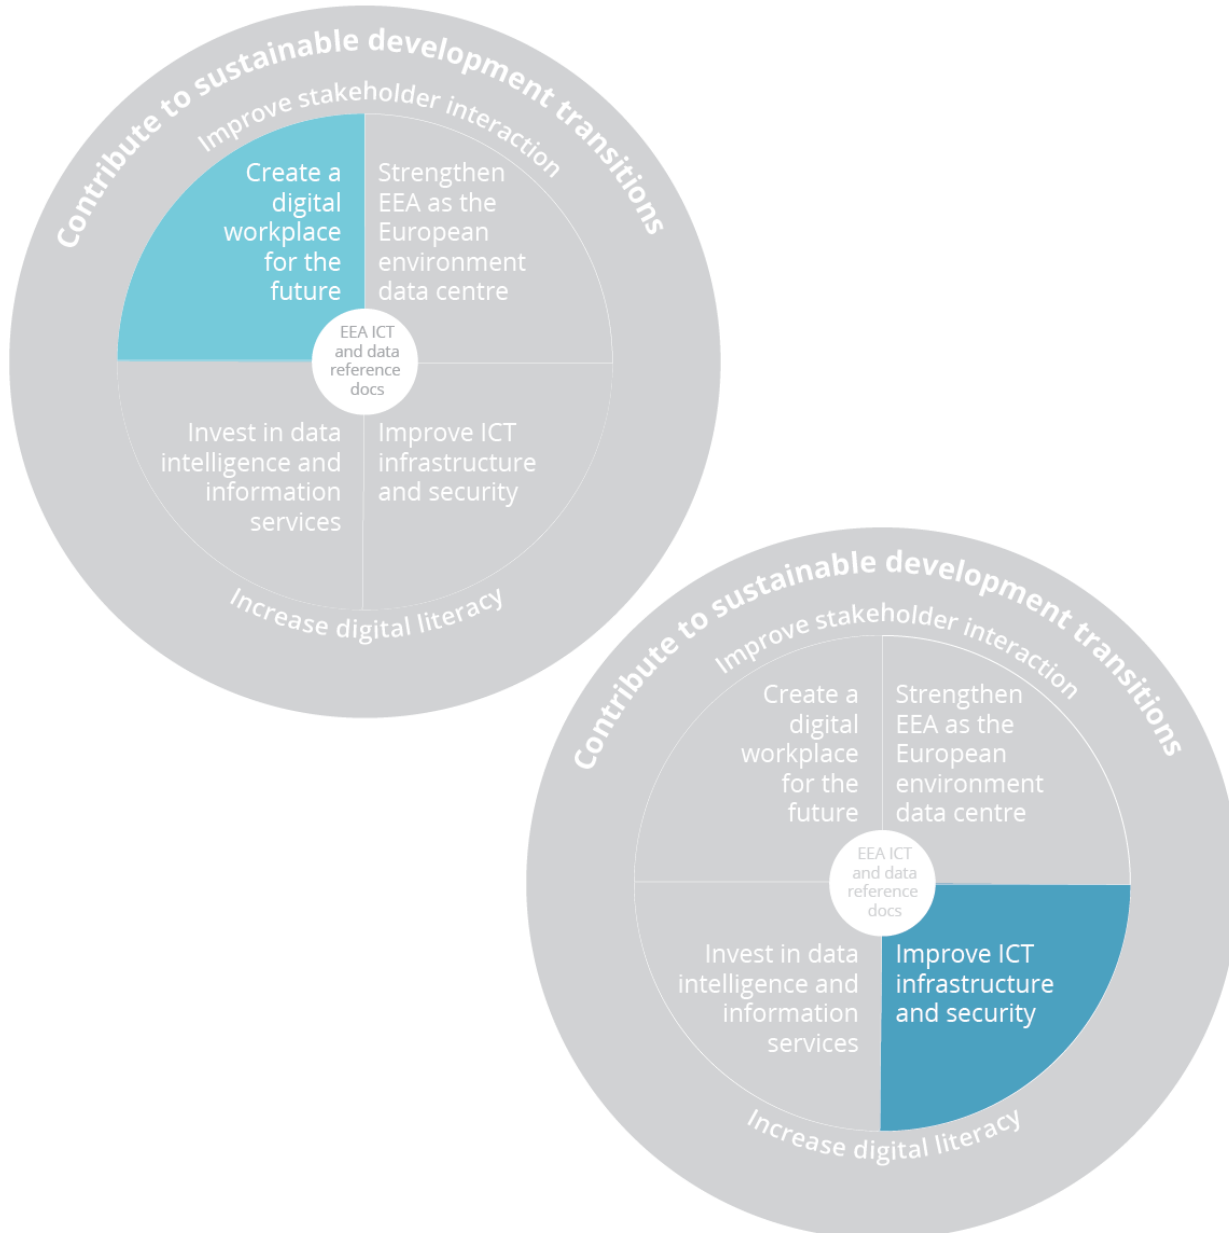 Contribute to sustainable development transitions
Improve stakeholder interaction
Create a
digital
workplace
for the
future
Strengthen
EEA as the
European
environment
data centre
EEA ICT
and data
reference
docs
Invest in data
intelligence and
information
services
Improve ICT
infrastructure
and security
Increase digital literacy
Contribute to sustainable development transitions
Improve stakeholder interaction
Create a
digital
workplace
for the
future
Strengthen
EEA as the
European
environment
data centre
EEA ICT
and data
reference
docs
Invest in data
intelligence and
information
services
Improve ICT
infrastructure
and security
Increase digital literacy